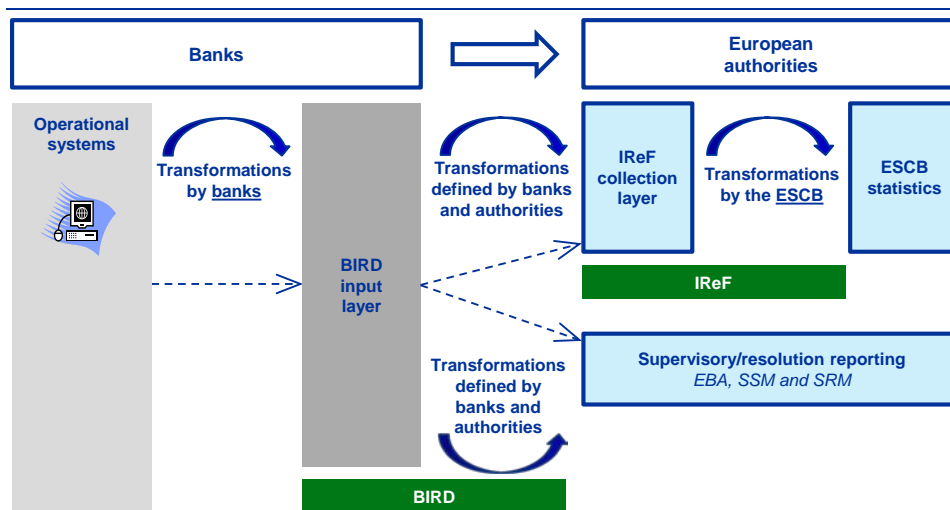 Banks
European
authorities
Operational
systems
Transformations
by banks
BIRD
input
layer
Transformations
defined by banks
and authorities
IReF
collection
layer
Transformations
by the ESCB
ESCB
statistics
IReF
Supervisory/resolution reporting
EBA, SSM and SRM
Transformations
defined by
banks and
authorities
BIRD